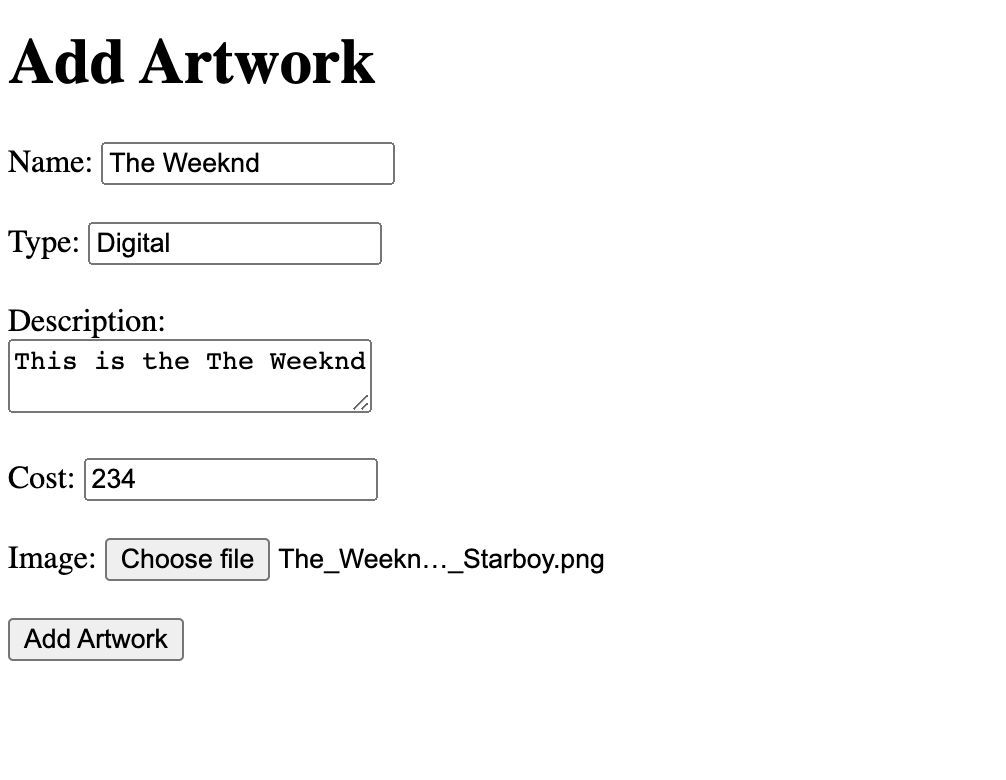 Add Artwork
Name: The Weeknd
Type: Digital
Description:
This is the The Weeknd
Cost: 234
Image: Choose file The_Weekn…_Starboy.png
Add Artwork